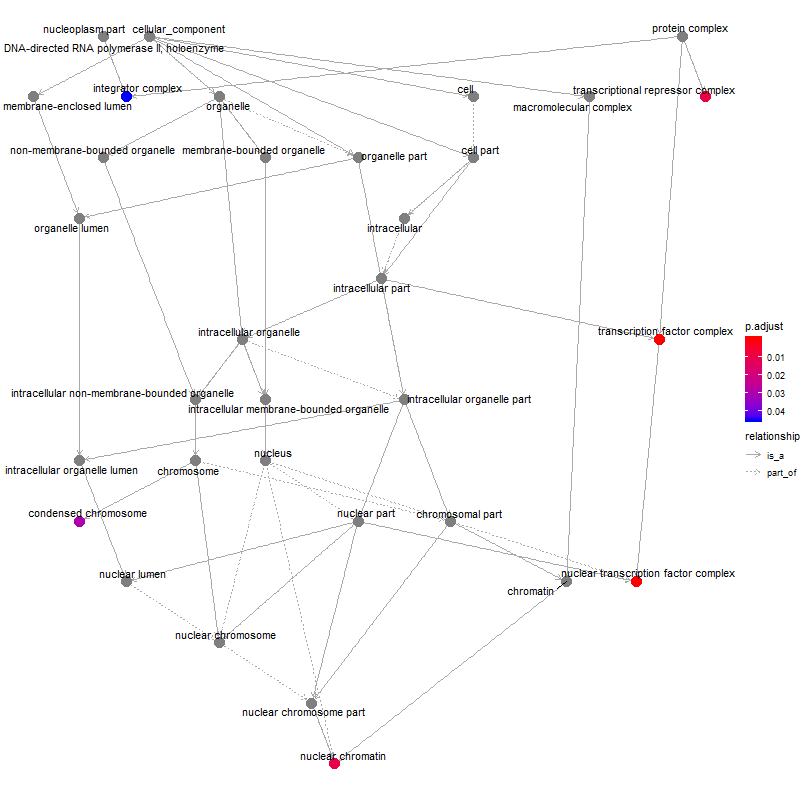 nucleoplasm part
cellular_component
protein complex
DNA-directed RNA polymerase II, holoenzyme
integrator complex
cell
transcriptional repressor complex
membrane-enclosed lumen
organelle
macromolecular complex
non-membrane-bounded organelle
membrane-bounded organelle
organelle part
cell part
organelle lumen
intracellular
intracellular part
intracellular organelle
transcription factor complex
p.adjust
0.01
0.02
0.03
0.04
relationship
is_a
part_of
intracellular non-membrane-bounded organelle
intracellular membrane-bounded organelle
intracellular organelle part
intracellular organelle lumen
chromosome
nucleus
condensed chromosome
nuclear part
chromosomal part
nuclear lumen
chromatin
nuclear transcription factor complex
nuclear chromosome
nuclear chromosome part
nuclear chromatin